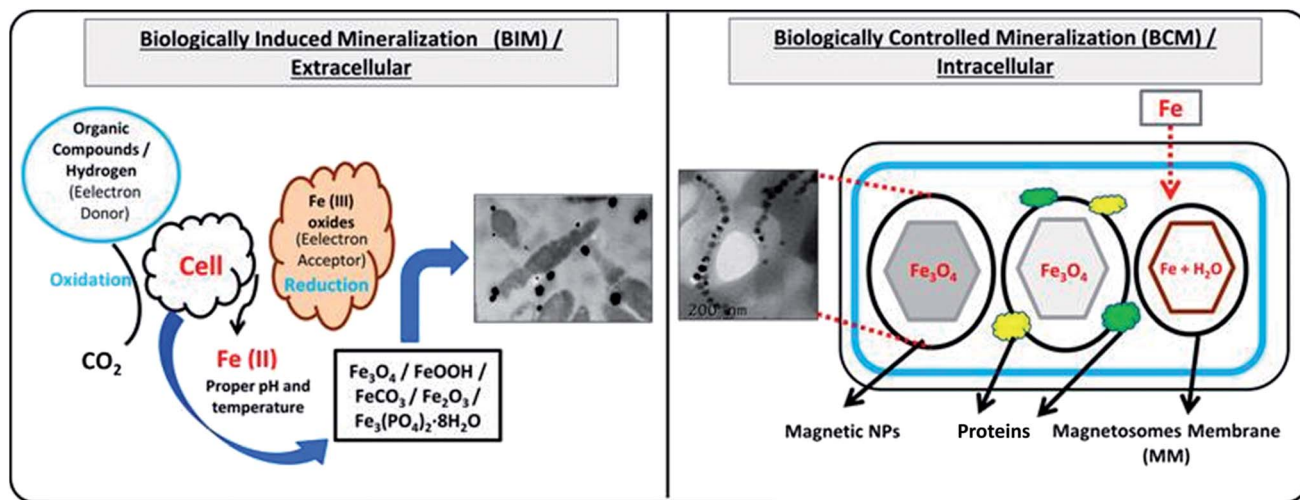 Biologically Induced Mineralization (BIM) /
Extracellular
Organic
Compounds /
Hydrogen
(Eelectron
Donor)
Oxidation
CO₂
Cell
Fe (III)
oxides
(Eelectron
Acceptor)
Reduction
Fe (II)
Proper pH and
temperature
Fe₃O₄ / FeOOH /
FeCO₃ / Fe₂O₃ /
Fe₃(PO₄)₂·8H₂O
Biologically Controlled Mineralization (BCM) /
Intracellular
Fe
200 nm
Fe₃O₄
Fe₃O₄
Fe + H₂O
Magnetic NPs
Proteins
Magnetosomes Membrane
(MM)